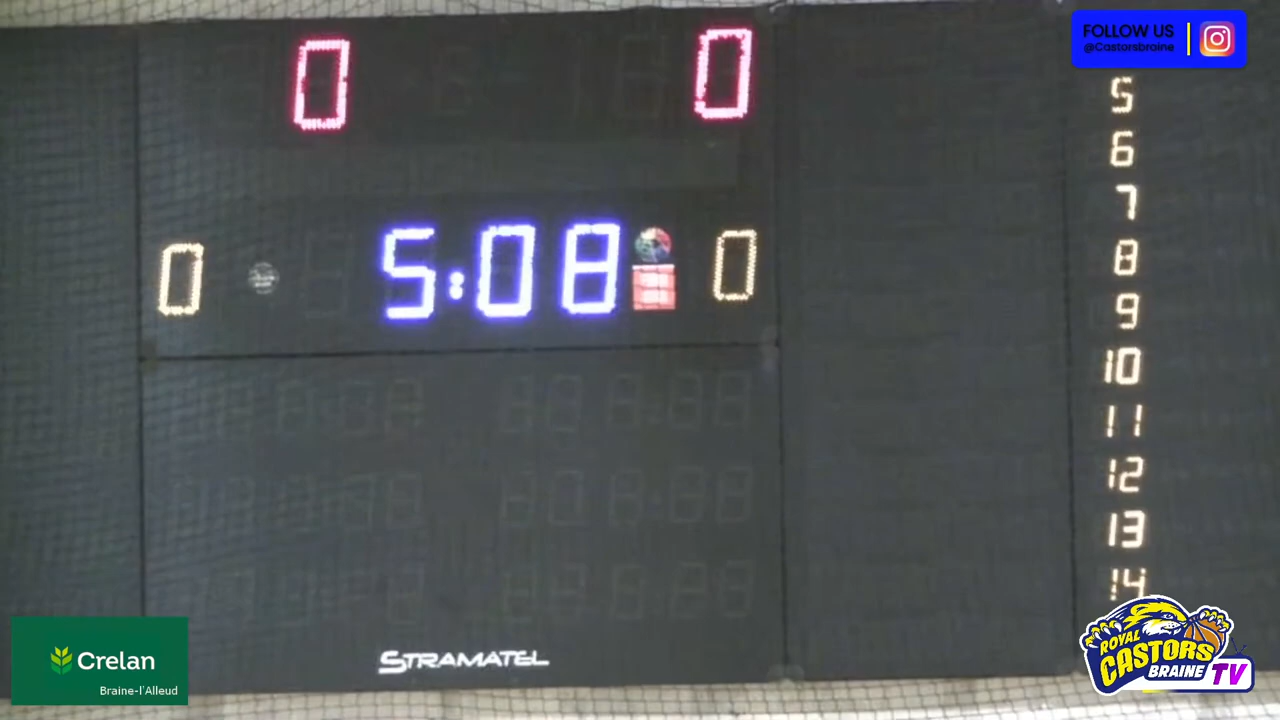 FOLLOW US
@Castorsbraine
0 0
0 5:08 0
5
6
7
8
9
10
11
12
13
14
STRAMATEL
Crelan
Braine-l'Alleud
ROYAL
CASTORS
BRAINE TV